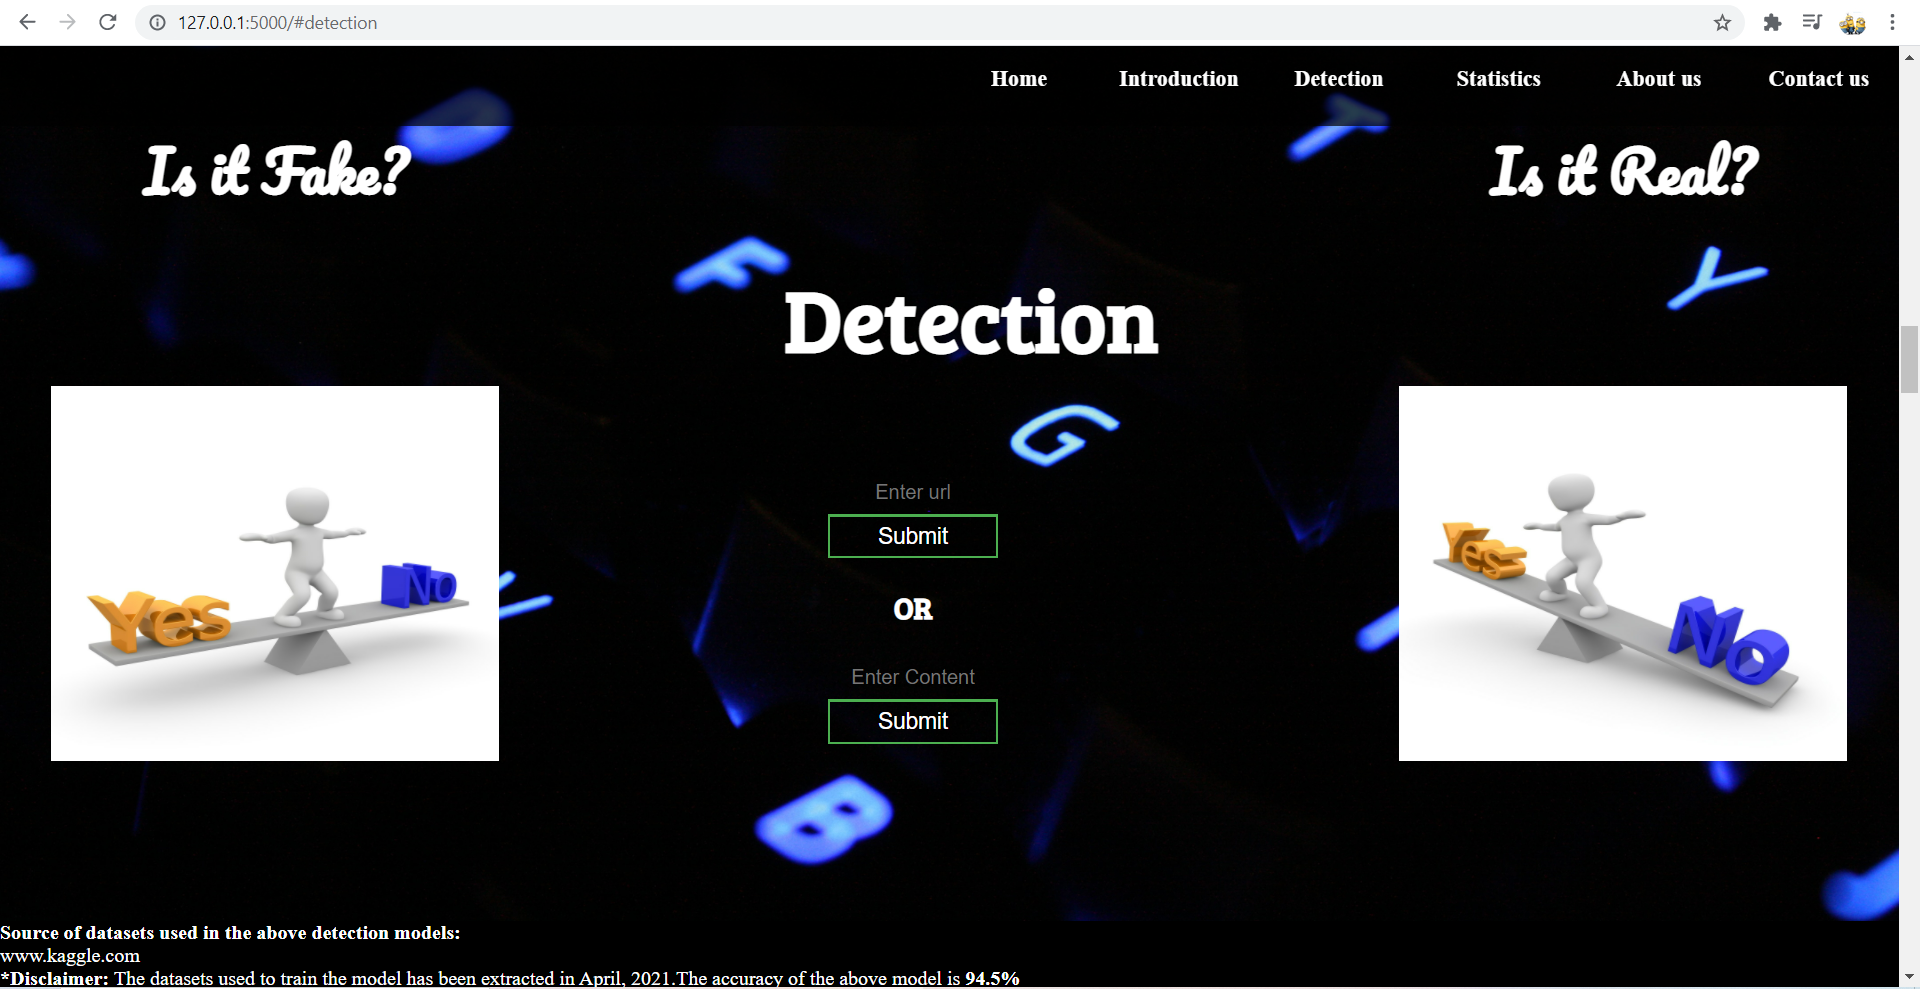 127.0.0.1:5000/#detection
Home Introduction Detection Statistics About us Contact us
Is it Fake?
Is it Real?
F
Y
Detection
G
Enter url
Submit
OR
Enter Content
Submit
Yes No
Yes No
B
Source of datasets used in the above detection models:
www.kaggle.com
*Disclaimer: The datasets used to train the model has been extracted in April, 2021.The accuracy of the above model is 94.5%